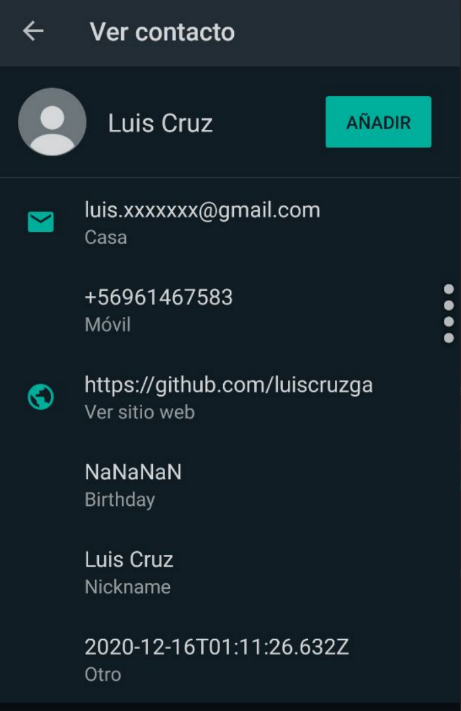 Ver contacto
Luis Cruz
AÑADIR
luis.xxxxxxx@gmail.com
Casa
+56961467583
Móvil
https://github.com/luiscruzga
Ver sitio web
NaNaNaN
Birthday
Luis Cruz
Nickname
2020-12-16T01:11:26.632Z
Otro